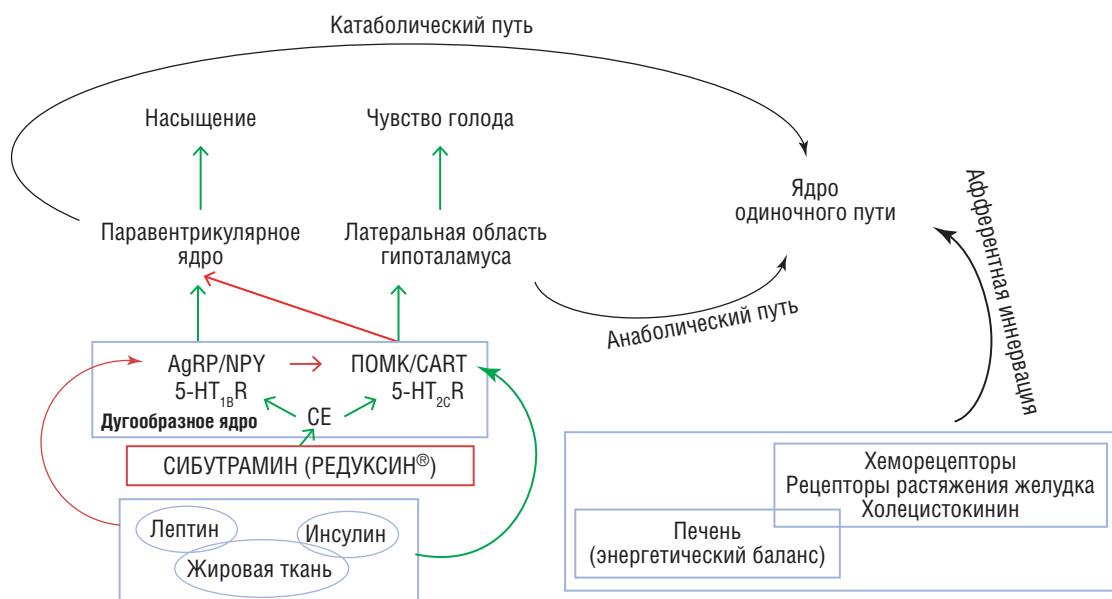 Катаболический путь
Насыщение
Чувство голода
Ядро
одиночного пути
Афферентная иннервация
Паравентрикулярное
ядро
Латеральная область
гипоталамуса
Анаболический путь
AgRP/NPY
5-HT1BR
ПОМК/CART
5-HT2CR
Дугообразное ядро
СЕ
СИБУТРАМИН (РЕДУКСИН®)
Лептин
Инсулин
Жировая ткань
Хеморецепторы
Рецепторы растяжения желудка
Холецистокинин
Печень
(энергетический баланс)